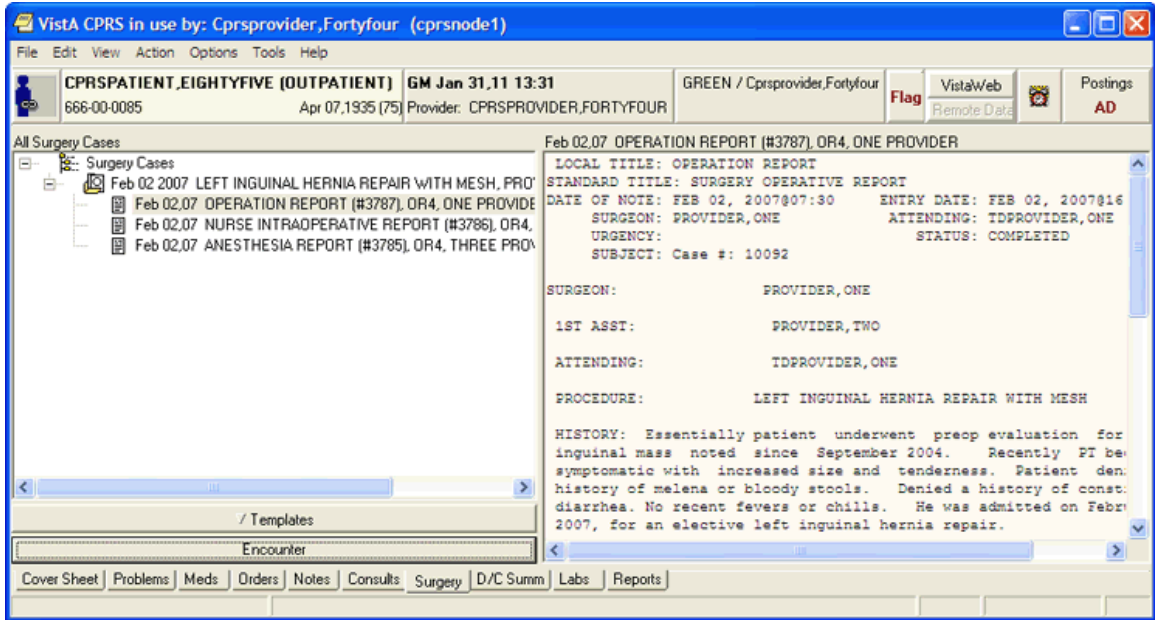 VistA CPRS in use by: Cprsprovider,Fortyfour (cprsnode1)
File Edit View Action Options Tools Help
CPRSPATIENT,EIGHTYFIVE (OUTPATIENT) GM Jan 31,11 13:31 GREEN / Cprsprovider,Fortyfour Flag VistaWeb Postings
666-00-0085 Apr 07,1935 (75) Provider: CPRSPROVIDER,FORTYFOUR Remote Data AD
All Surgery Cases
Surgery Cases
Feb 02 2007 LEFT INGUINAL HERNIA REPAIR WITH MESH, PRO
Feb 02,07 OPERATION REPORT (#3787), OR4, ONE PROVIDE
Feb 02,07 NURSE INTRAOPERATIVE REPORT (#3786), OR4,
Feb 02,07 ANESTHESIA REPORT (#3785), OR4, THREE PRO
/ Templates
Encounter
Feb 02,07 OPERATION REPORT (#3787), OR4, ONE PROVIDER
LOCAL TITLE: OPERATION REPORT
STANDARD TITLE: SURGERY OPERATIVE REPORT
DATE OF NOTE: FEB 02, 2007@07:30 ENTRY DATE: FEB 02, 2007@16
SURGEON: PROVIDER,ONE ATTENDING: TDPROVIDER,ONE
URGENCY: STATUS: COMPLETED
SUBJECT: Case #: 10092
SURGEON: PROVIDER,ONE
1ST ASST: PROVIDER,TWO
ATTENDING: TDPROVIDER,ONE
PROCEDURE: LEFT INGUINAL HERNIA REPAIR WITH MESH
HISTORY: Essentially patient underwent preop evaluation for
inguinal mass noted since September 2004. Recently PT be
symptomatic with increased size and tenderness. Patient den
history of melena or bloody stools. Denied a history of const
diarrhea. No recent fevers or chills. He was admitted on Febr
2007, for an elective left inguinal hernia repair.
Cover Sheet Problems Meds Orders Notes Consults Surgery D/C Summ Labs Reports